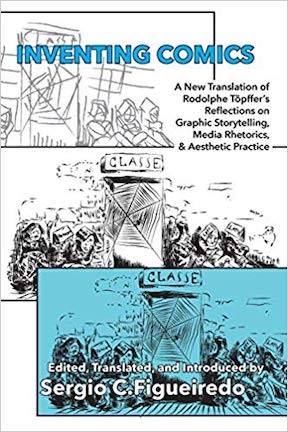 INVENTING COMICS
A New Translation of
Rodolphe Töpffer's
Reflections on
Graphic Storytelling,
Media Rhetorics,
& Aesthetic Practice
CLASSE
CLASSE
Edited, Translated, and Introduced by
Sergio C. Figueiredo